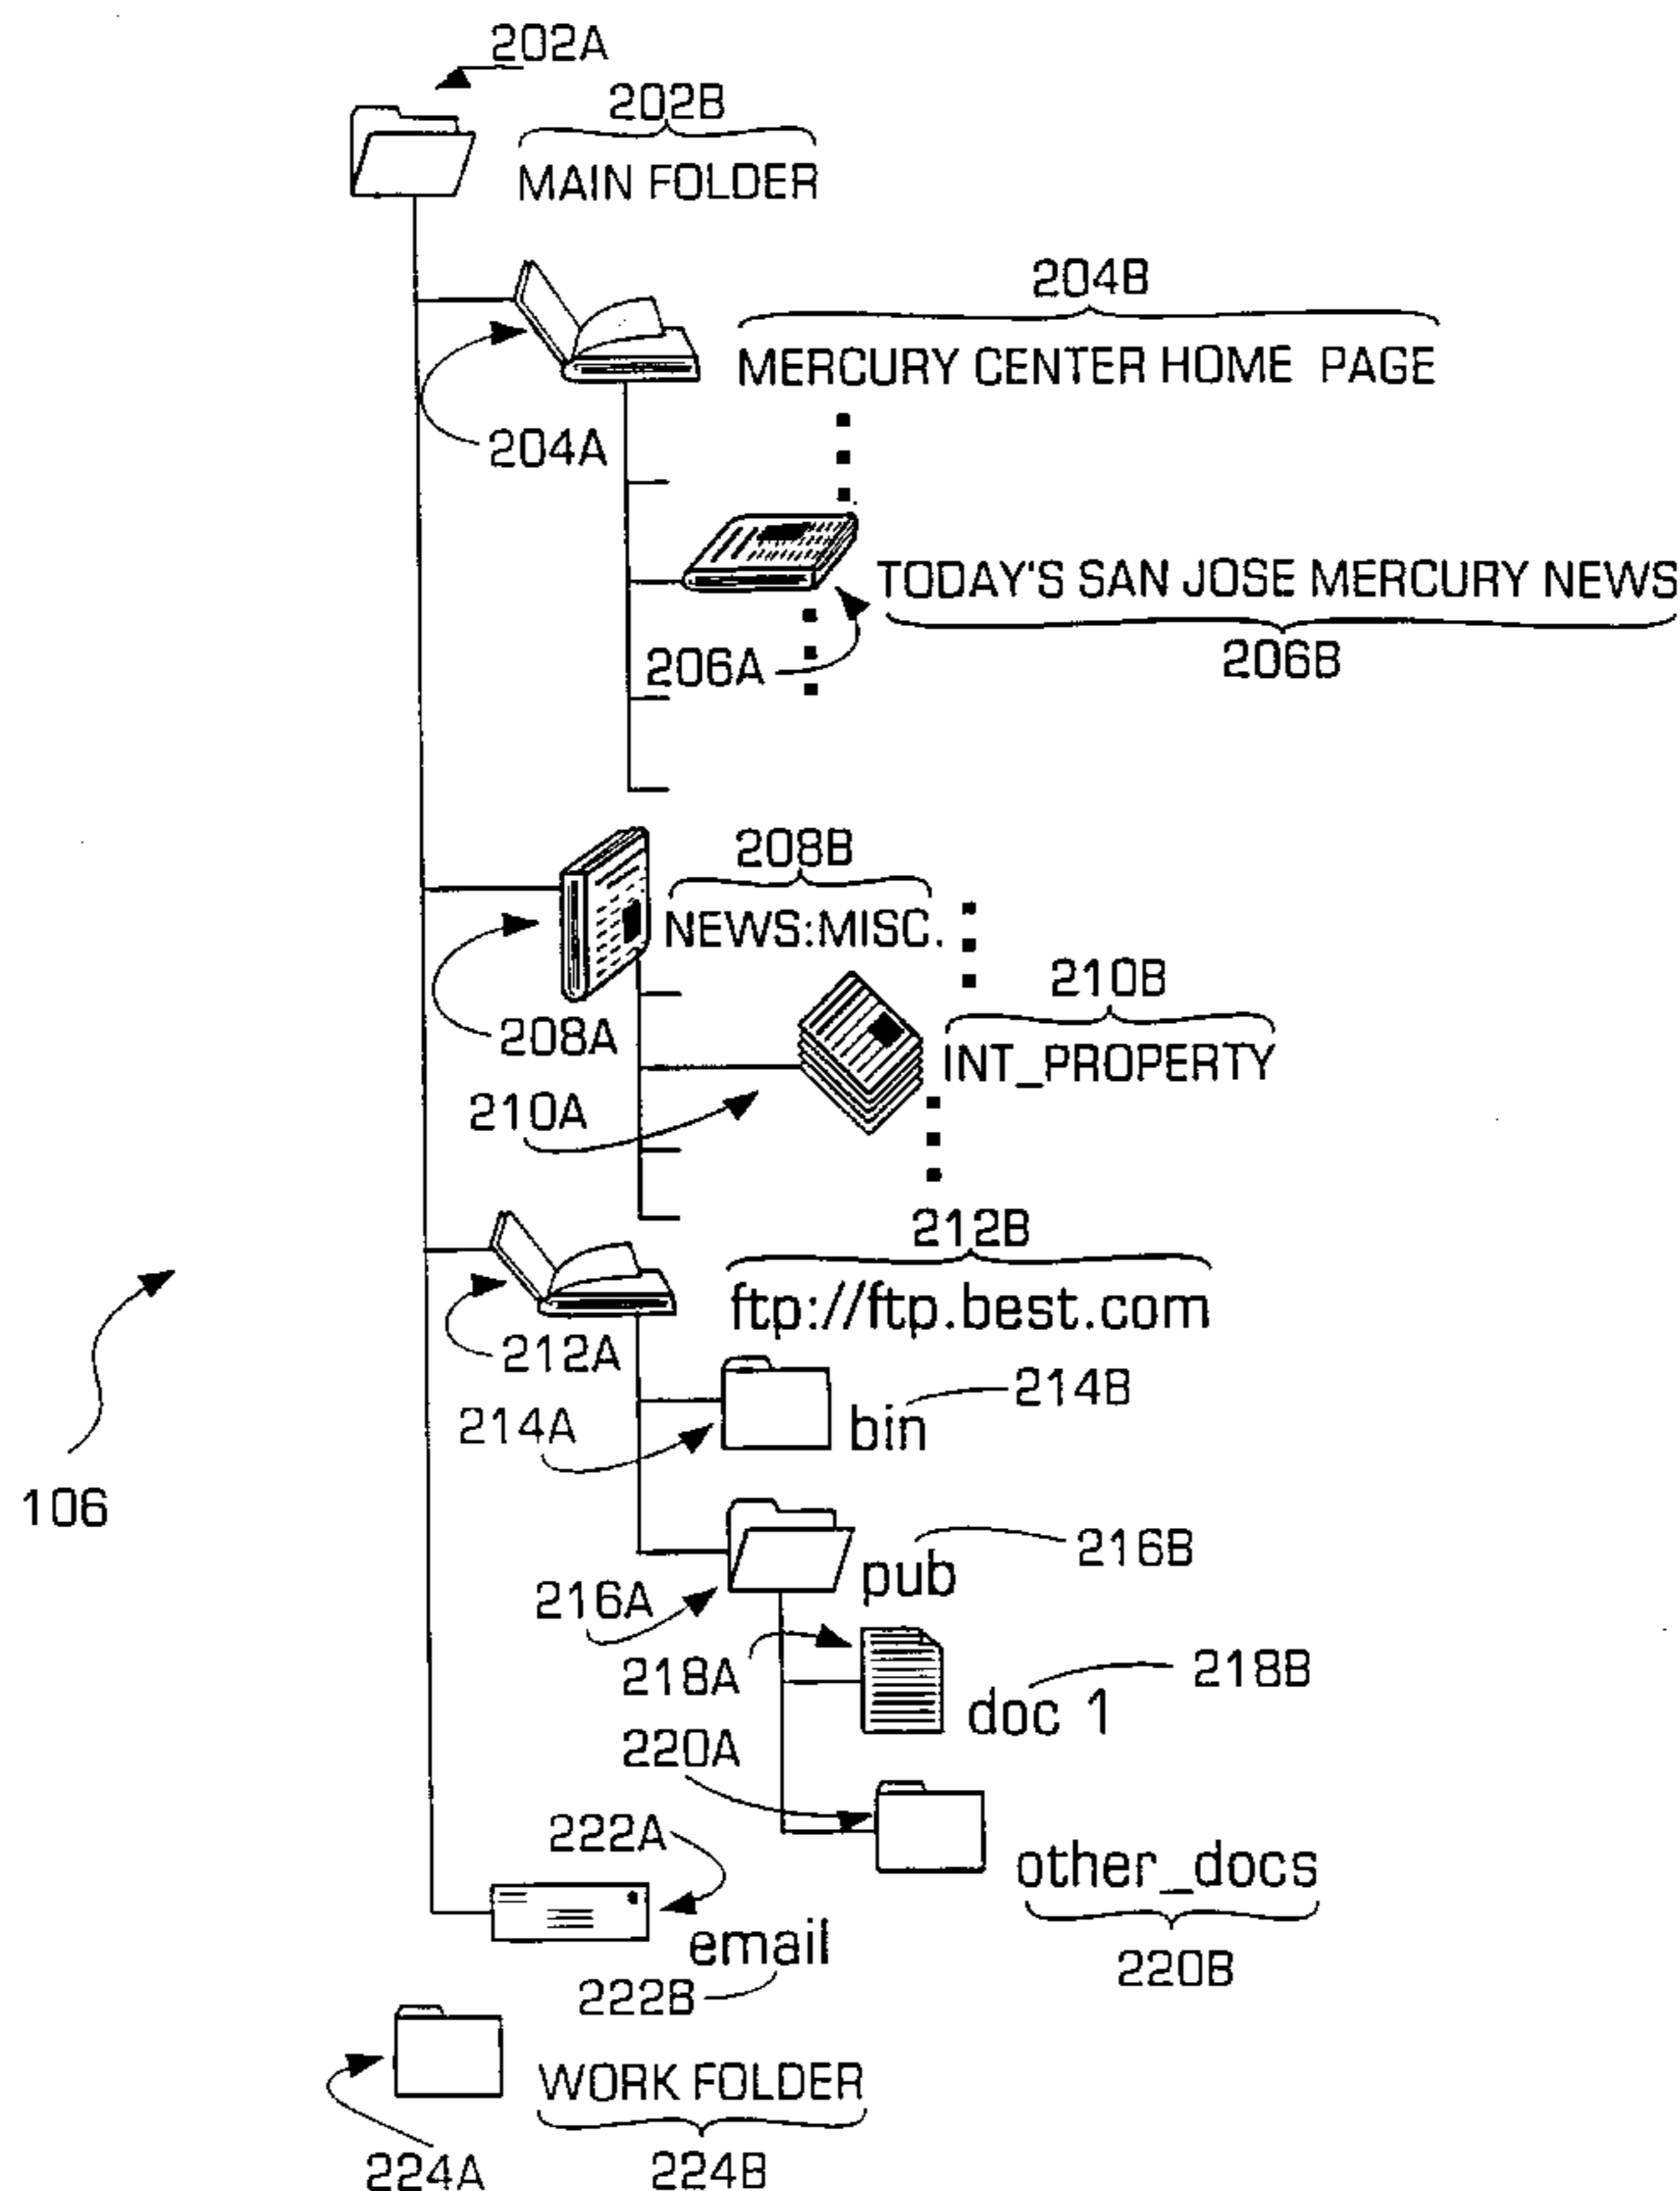 202A
202B
MAIN FOLDER
204B
MERCURY CENTER HOME PAGE
204A
TODAY'S SAN JOSE MERCURY NEWS
206A
206B
208B
NEWS:MISC.
210B
208A
INT_PROPERTY
210A
212B
ftp://ftp.best.com
212A
214B
214A
bin
106
216B
pub
216A
218A
218B
doc 1
220A
222A
other_docs
email
220B
222B
WORK FOLDER
224A
224B